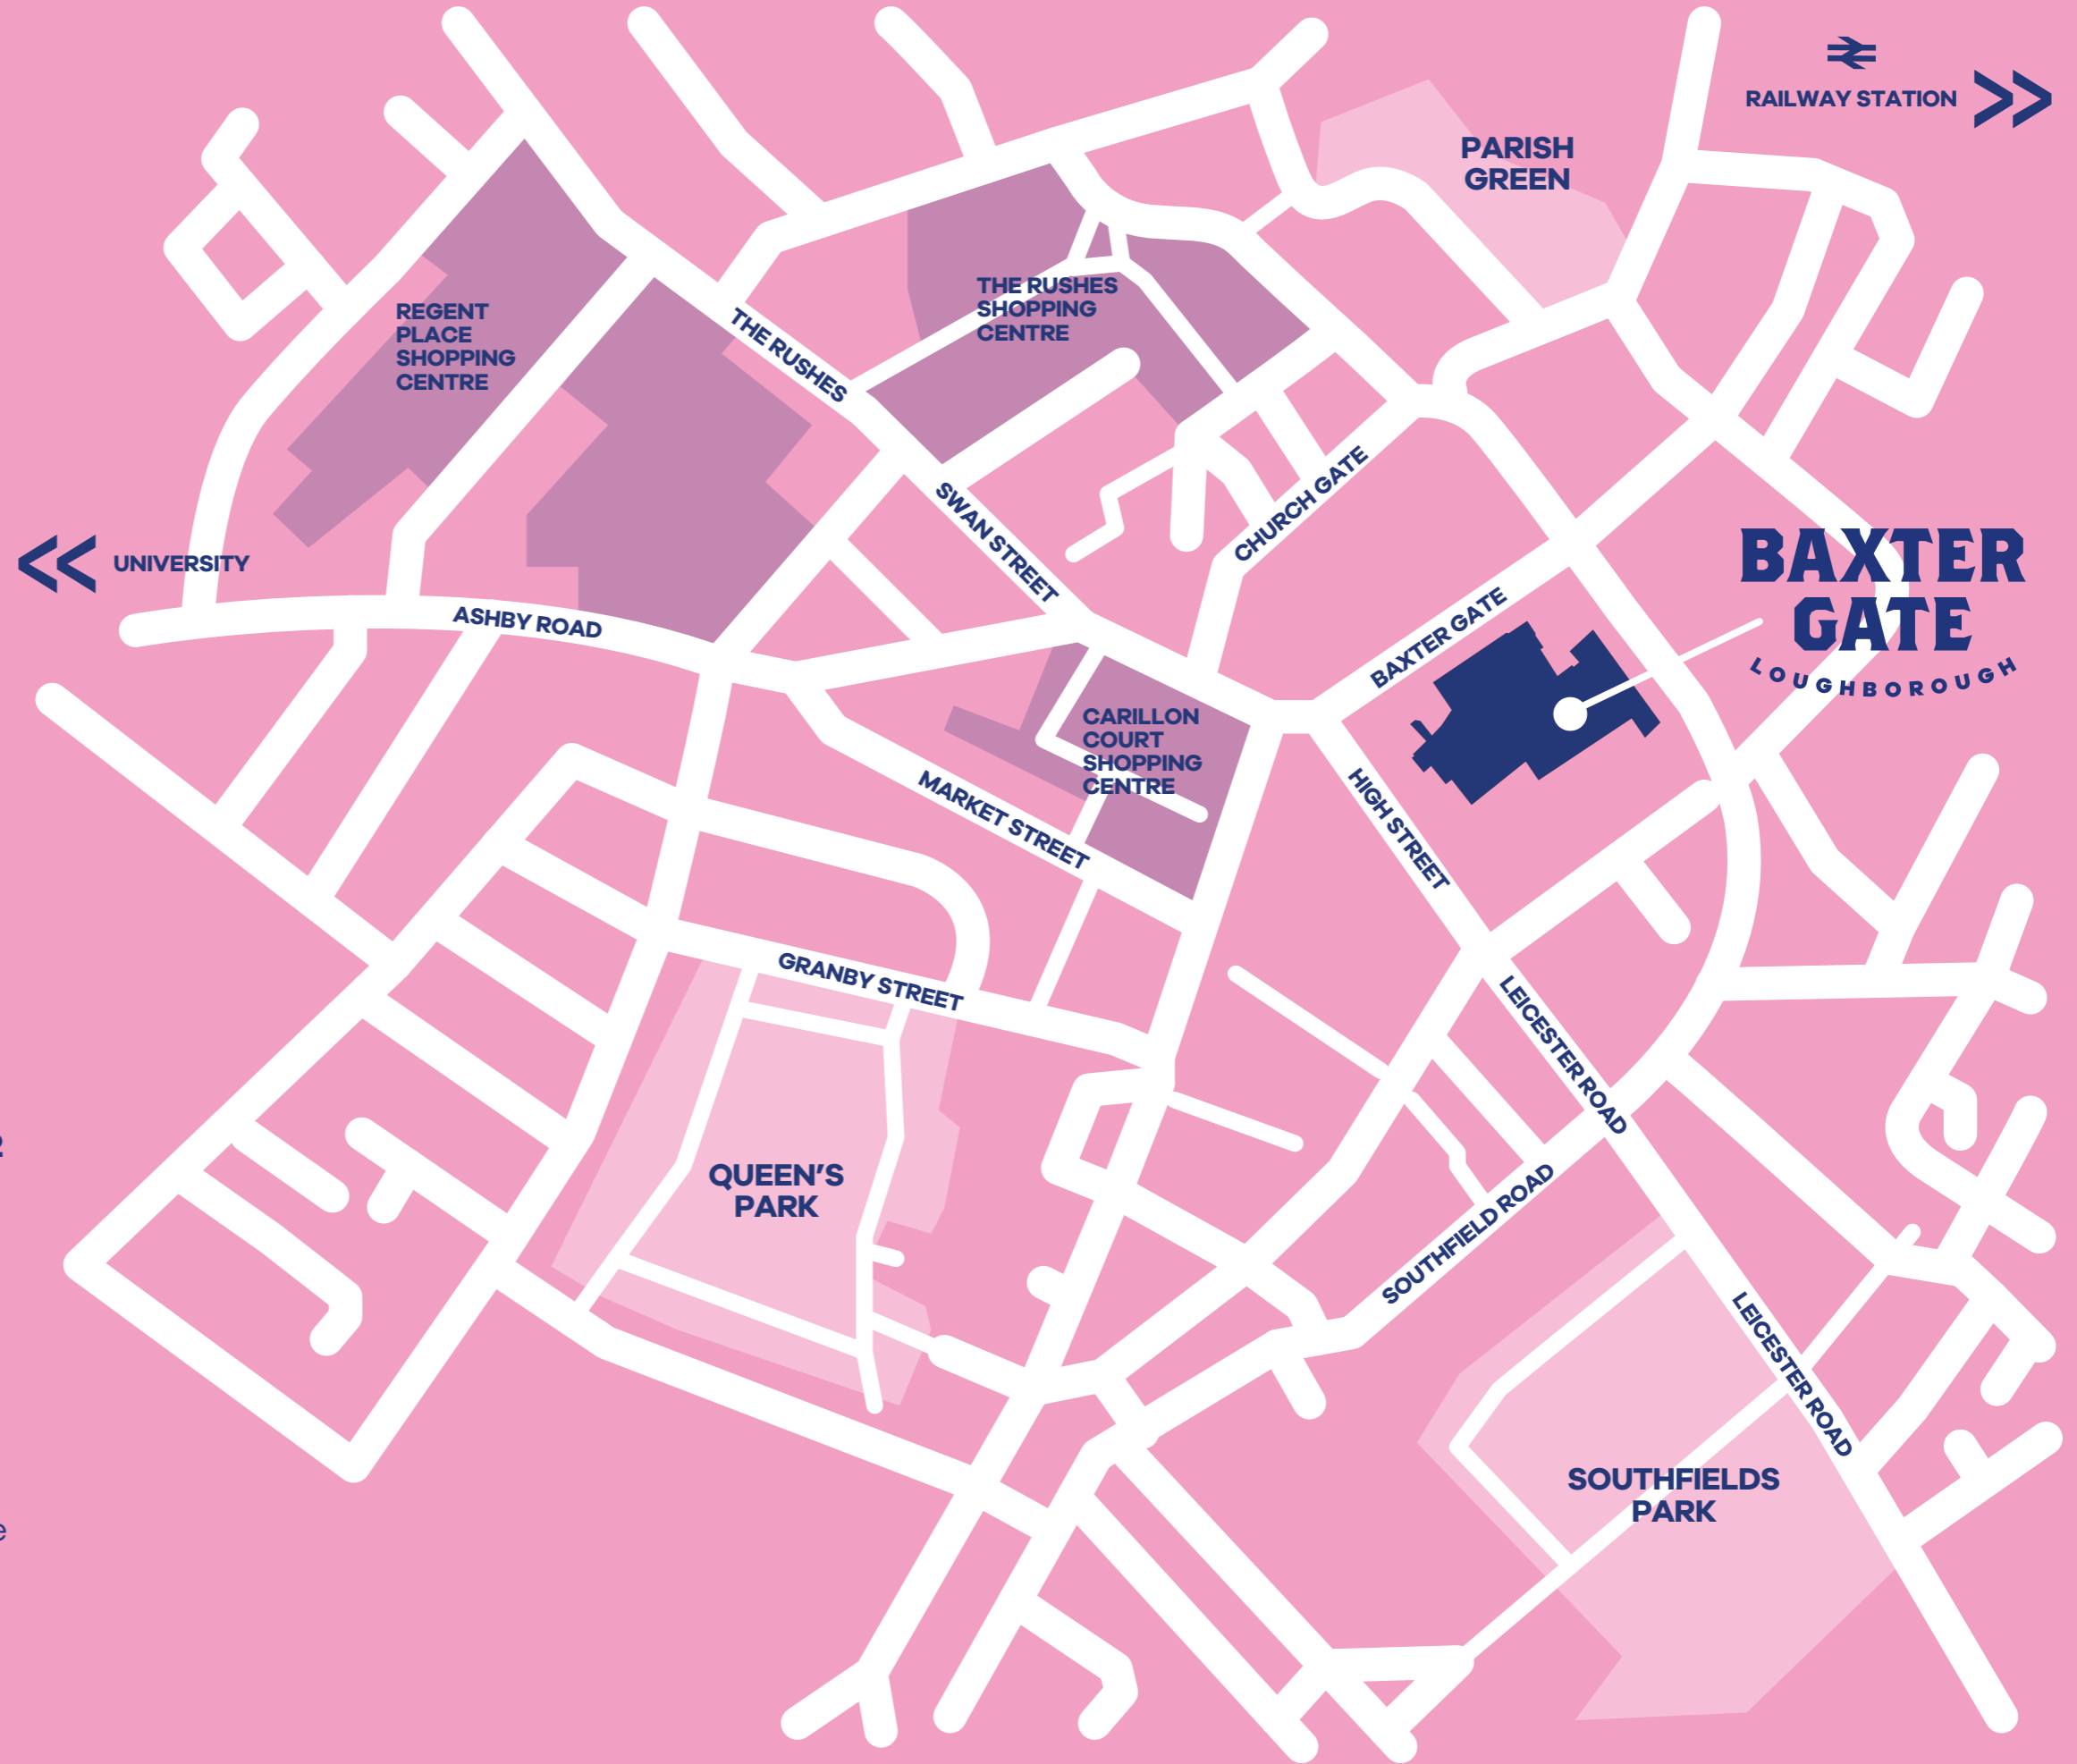 RAILWAY STATION
PARISH
GREEN
THE RUSHES
SHOPPING
CENTRE
REGENT
PLACE
SHOPPING
CENTRE
THE RUSHES
SWAN STREET
CHURCH GATE
UNIVERSITY
ASHBY ROAD
BAXTER GATE
BAXTER
GATE
LOUGHBOROUGH
CARILLON
COURT
SHOPPING
CENTRE
MARKET STREET
HIGH STREET
GRANBY STREET
LEICESTER ROAD
QUEEN'S
PARK
SOUTHFIELD ROAD
LEICESTER ROAD
SOUTHFIELDS
PARK
e